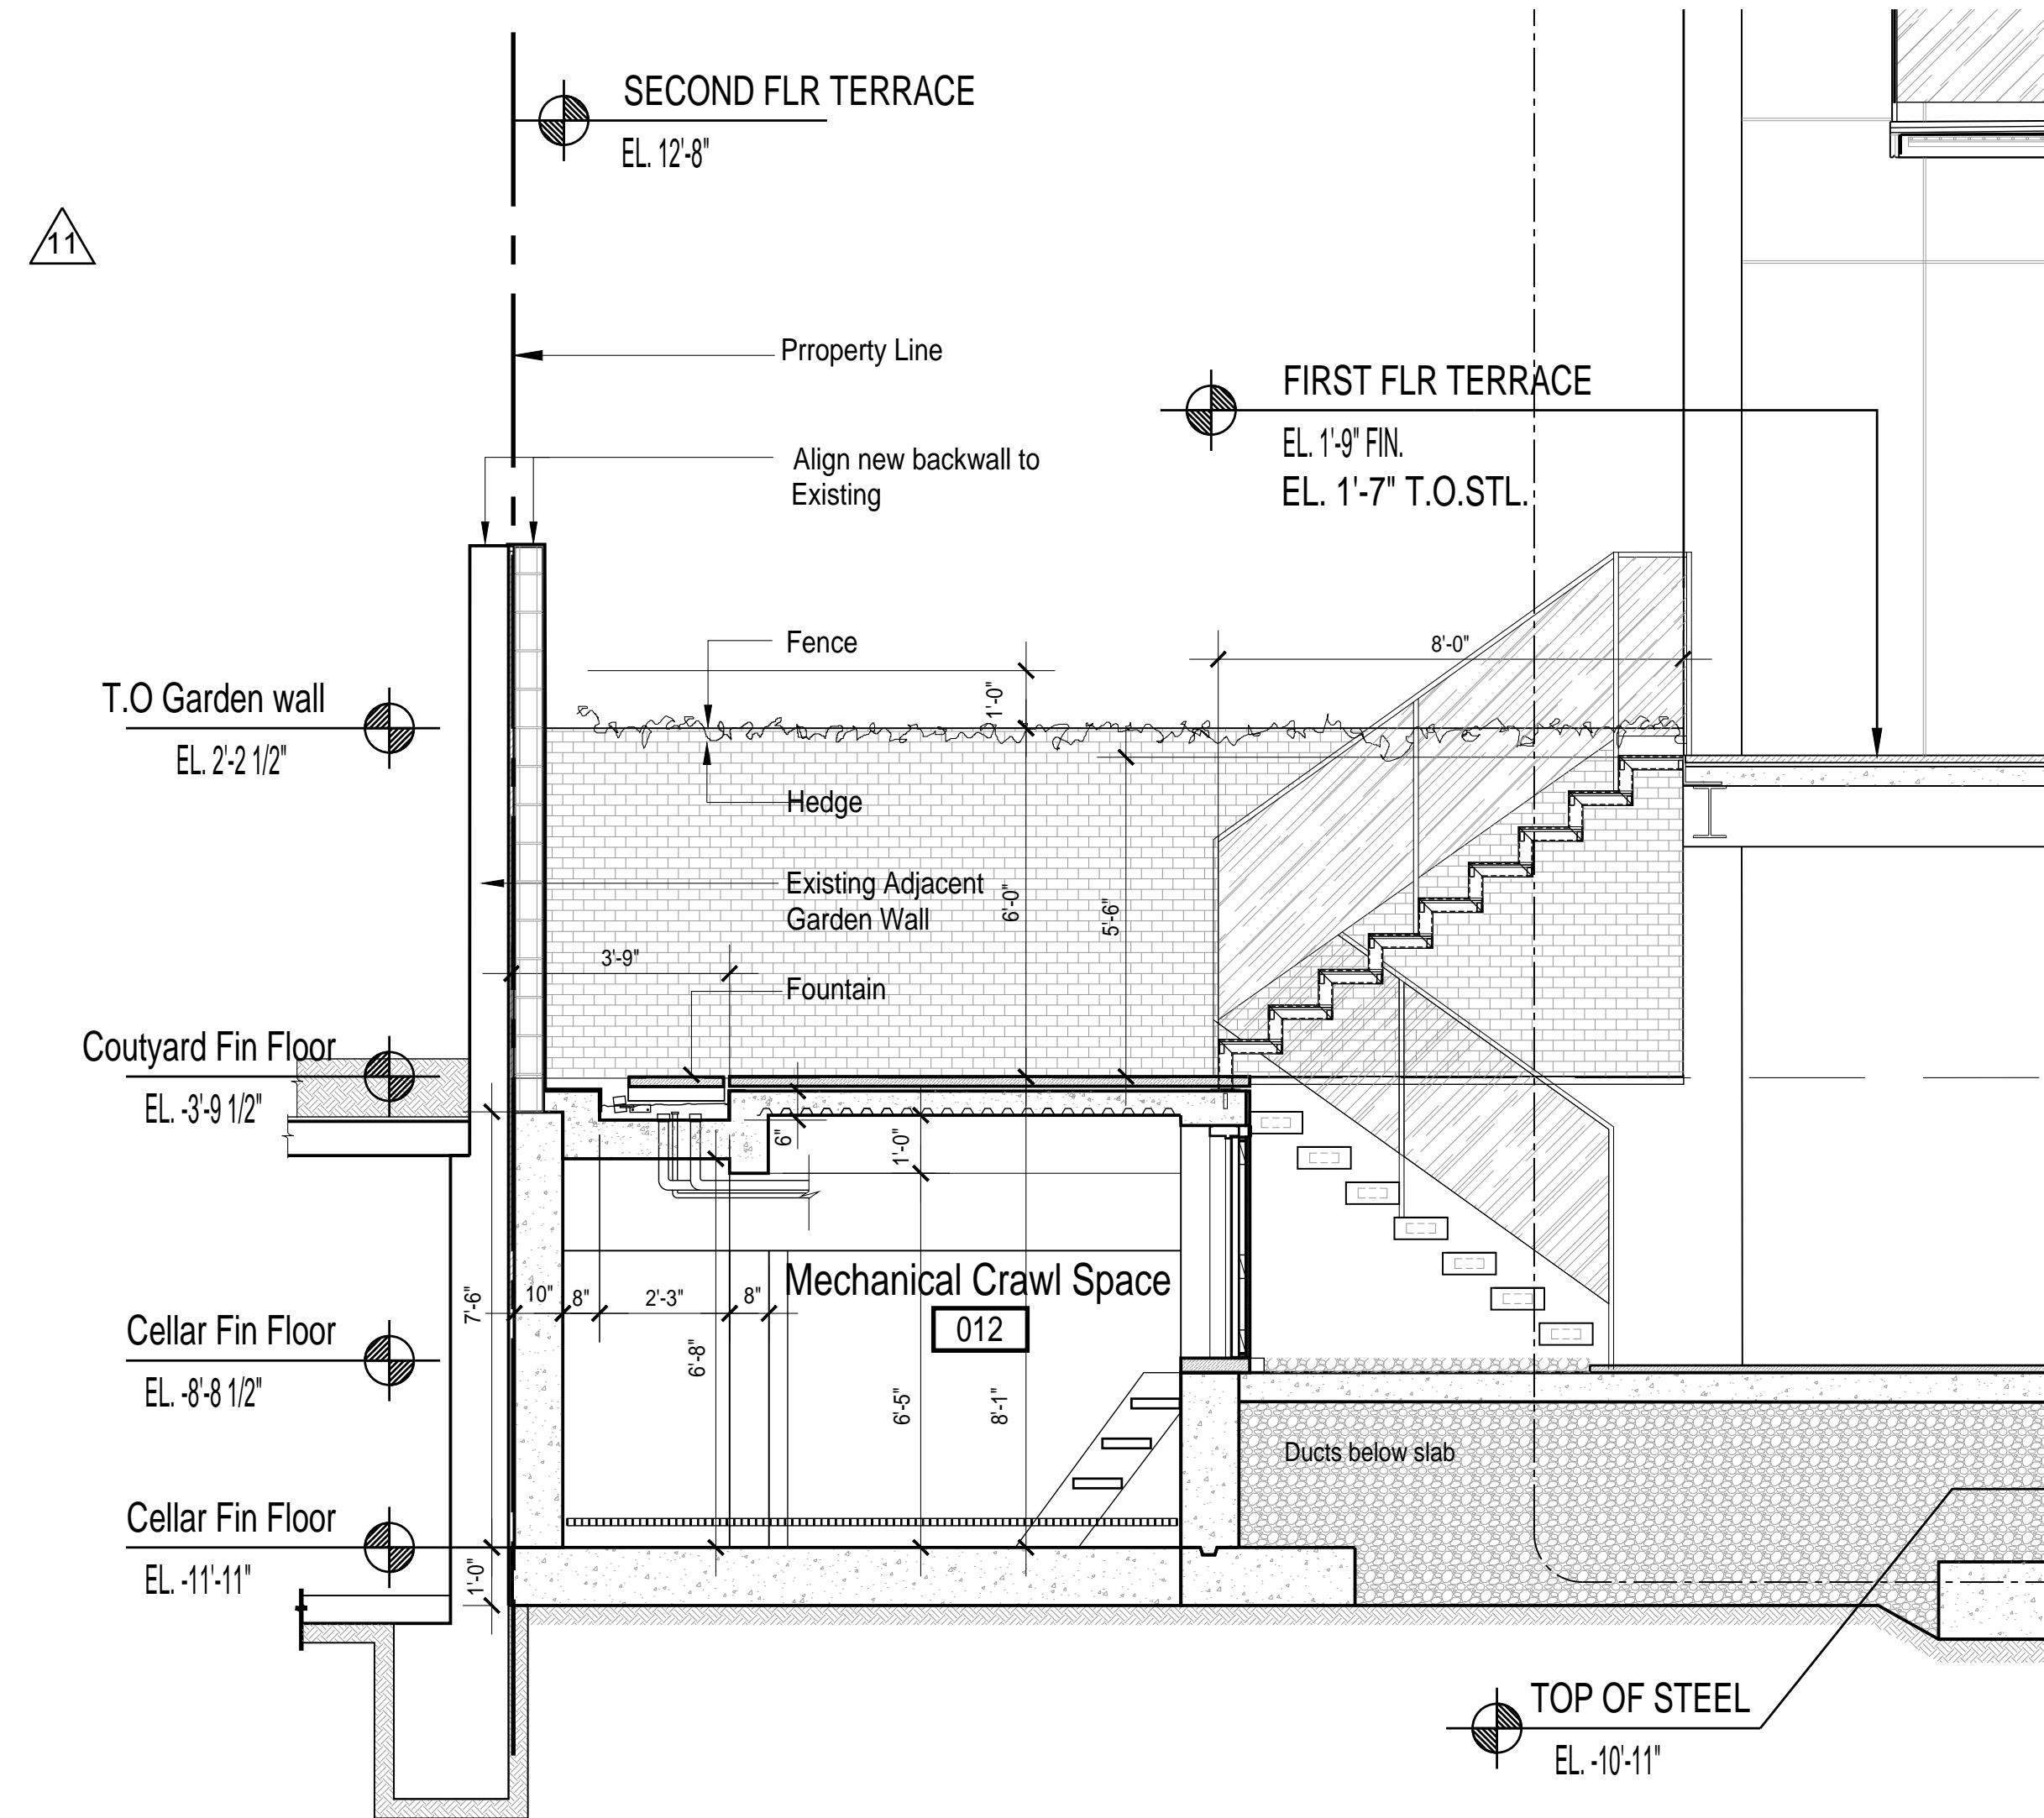 SECOND FLR TERRACE
EL. 12'-8"
11
Prroperty Line
FIRST FLR TERRACE
EL. 1'-9" FIN.
EL. 1'-7" T.O.STL.
Align new backwall to
Existing
Fence
8'-0"
1'-0"
T.O Garden wall
EL. 2'-2 1/2"
Hedge
Existing Adjacent
Garden Wall
6'-0"
5'-6"
3'-9"
Fountain
Coutyard Fin Floor
EL. -3'-9 1/2"
6"
1'-0"
Mechanical Crawl Space
012
7'-6"
10"
8"
2'-3"
8"
Cellar Fin Floor
EL. -8'-8 1/2"
6'-8"
6'-5"
8'-1"
Ducts below slab
Cellar Fin Floor
EL. -11'-11"
1'-0"
TOP OF STEEL
EL. -10'-11"